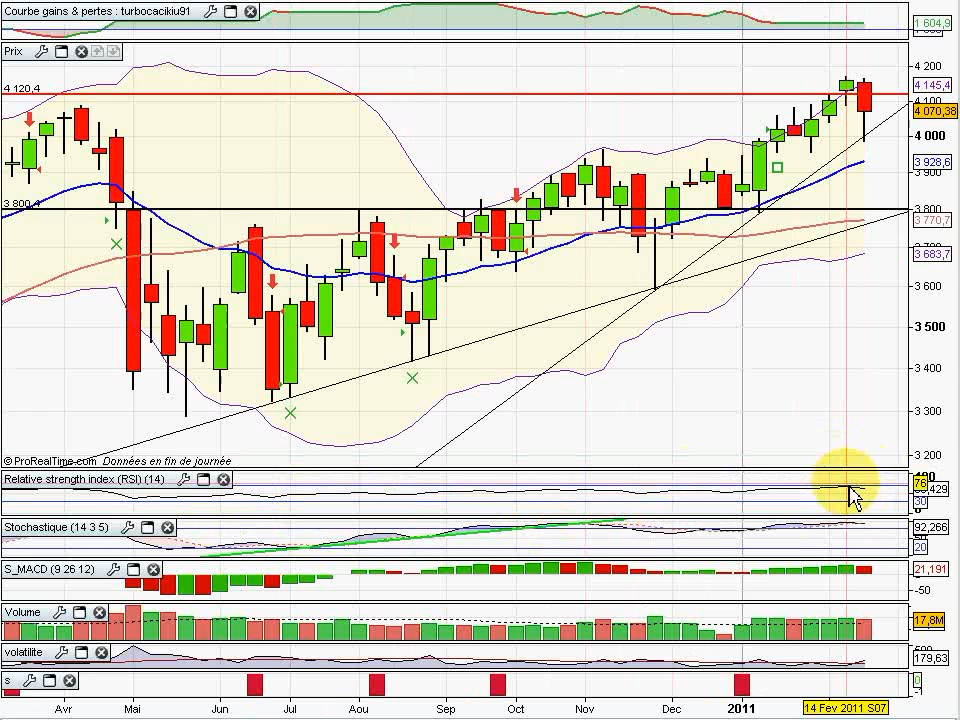 Courbe gains & pertes : turbocacikiu91
1 604,9
Prix
4 200
4 120,4
4 145,4
4 100
4 070,38
4 000
3 928,6
3 900
3 800,4
3 800
3 770,7
3 700
3 683,7
3 600
3 500
3 400
3 300
3 200
© ProRealTime.com Données en fin de journée
Relative strength index (RSI) (14)
100
76
30
0
Stochastique (14 3 5)
92,266
20
S_MACD (9 26 12)
21,191
-50
Volume
17,8M
volatilite
500
179,63
s
0
-1
Avr Mai Jun Jul Aou Sep Oct Nov Dec 2011 14 Fev 2011 S07